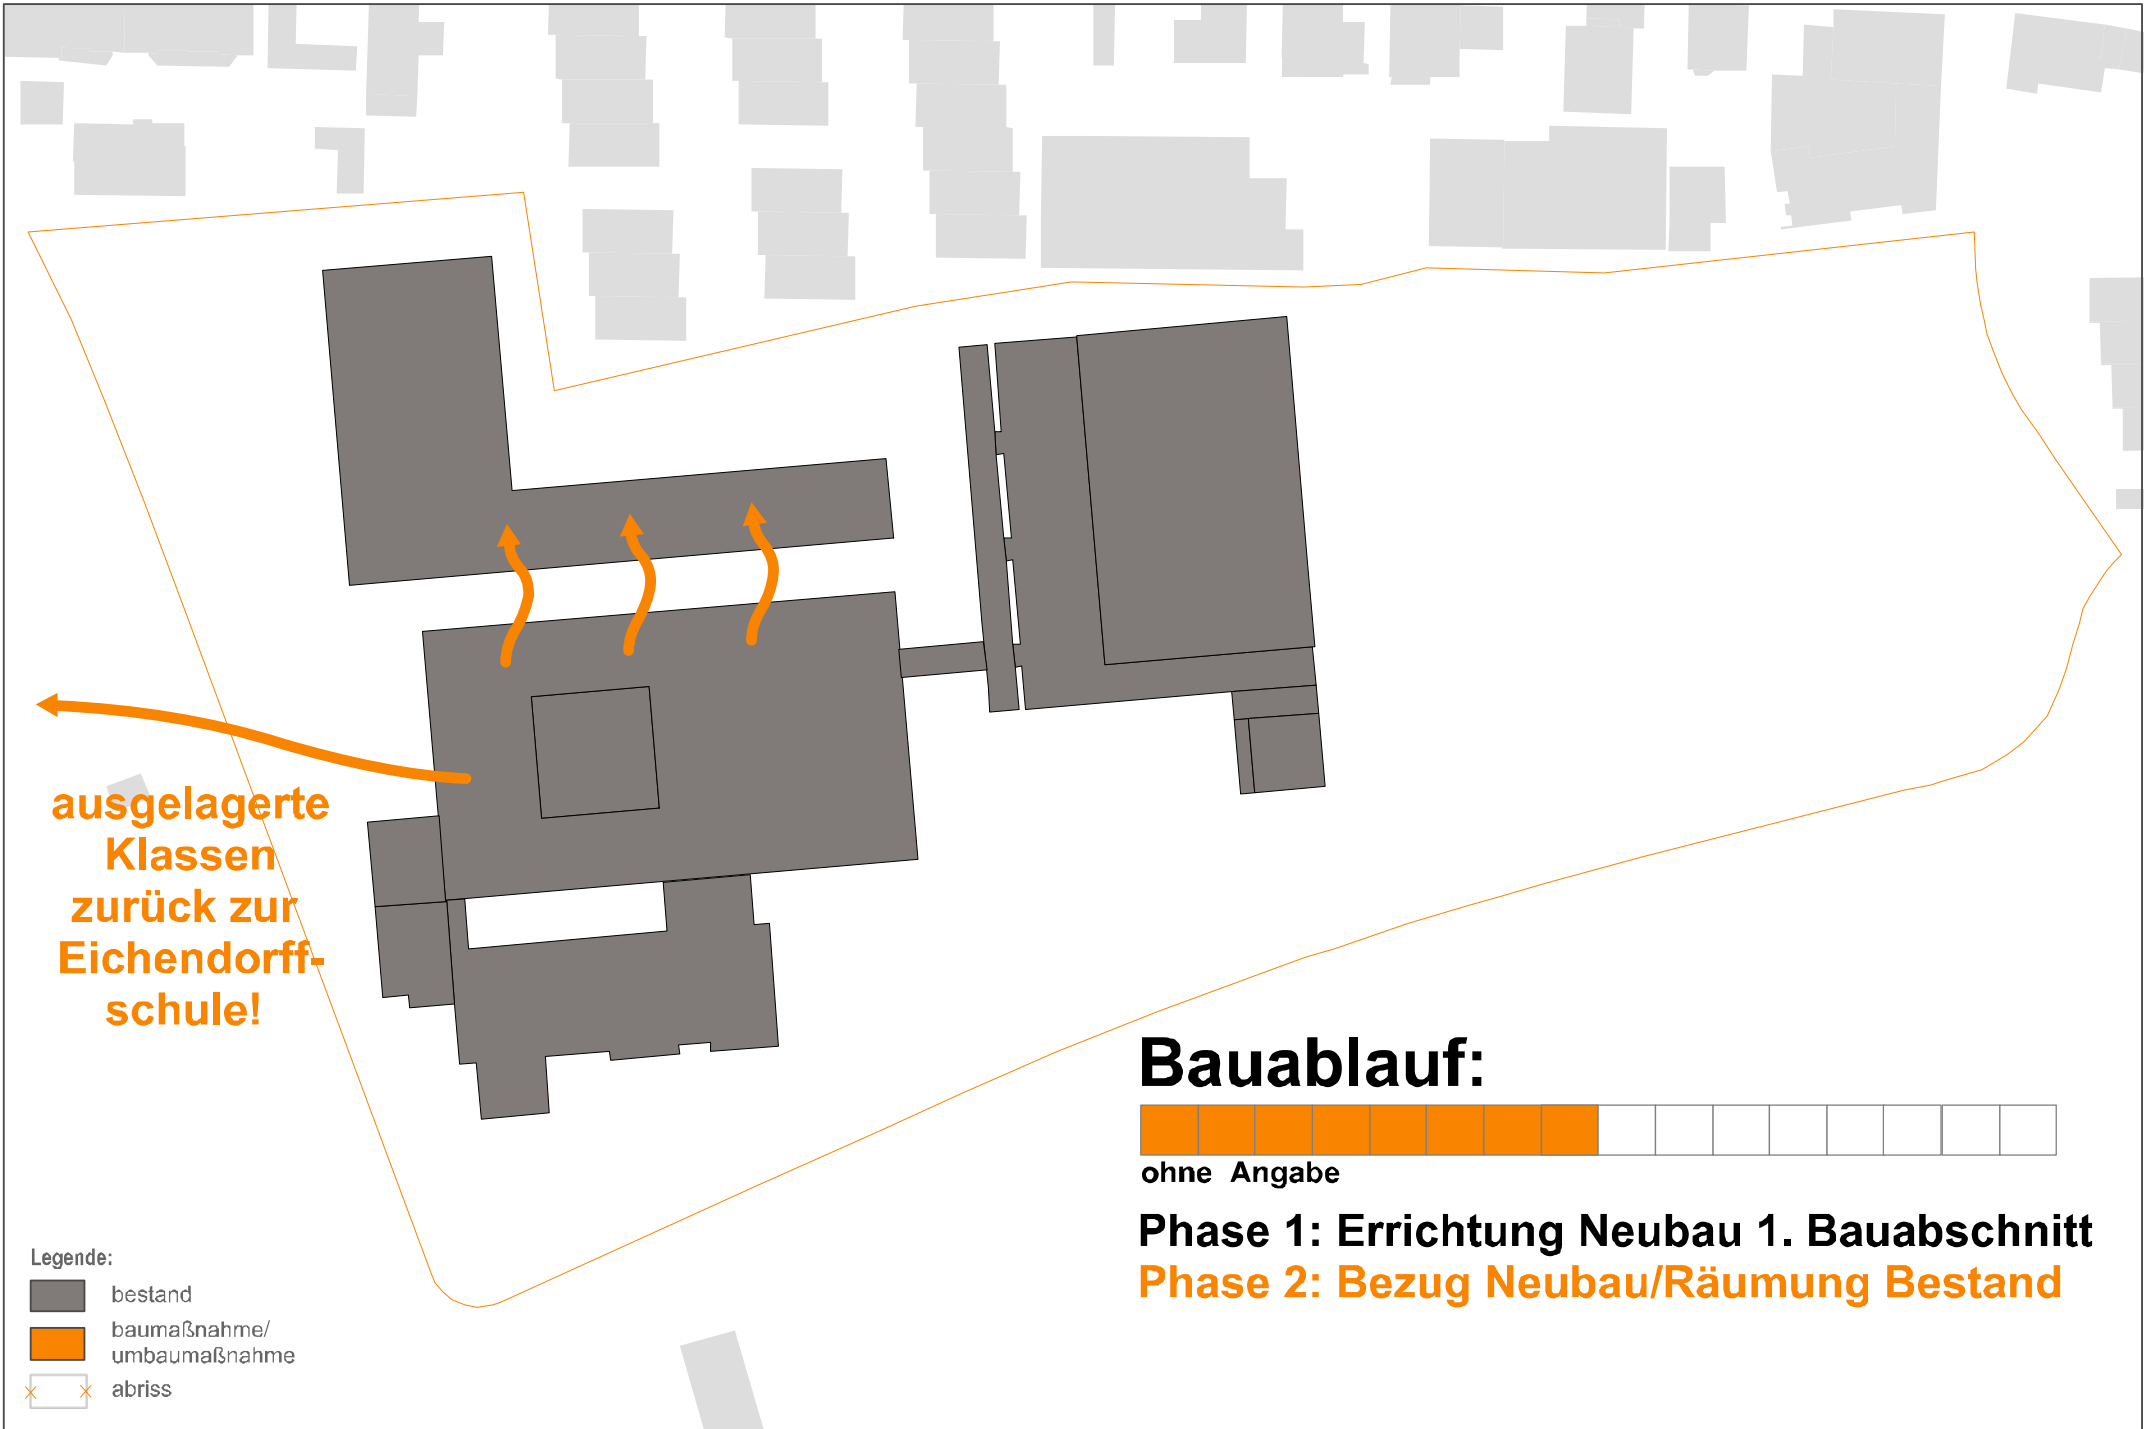 ausgelagerte
Klassen
zurück zur
Eichendorff-
schule!
Bauablauf:
ohne Angabe
Phase 1: Errichtung Neubau 1. Bauabschnitt
Phase 2: Bezug Neubau/Räumung Bestand
Legende:
bestand
baumaßnahme/
umbaumaßnahme
abriss